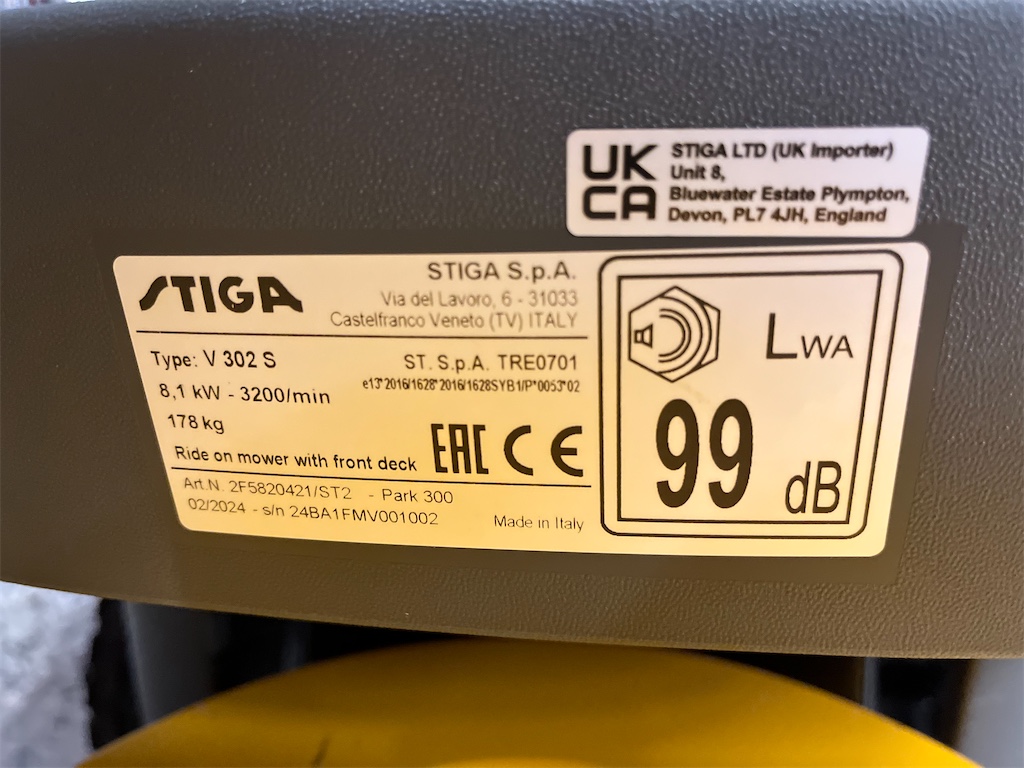 UK
CA
STIGA LTD (UK Importer)
Unit 8,
Bluewater Estate Plympton,
Devon, PL7 4JH, England
STIGA
STIGA S.p.A.
Via del Lavoro, 6 - 31033
Castelfranco Veneto (TV) ITALY
Type: V 302 S
8,1 kW - 3200/min
178 kg
Ride on mower with front deck
ST. S.p.A. TRE0701
e13*2016/1628*2016/1628SYB1/P*0053*02
EAC CE
Art.N. 2F5820421/ST2 - Park 300
02/2024 - s/n 24BA1FMV001002
Made in Italy
LWA
99
dB